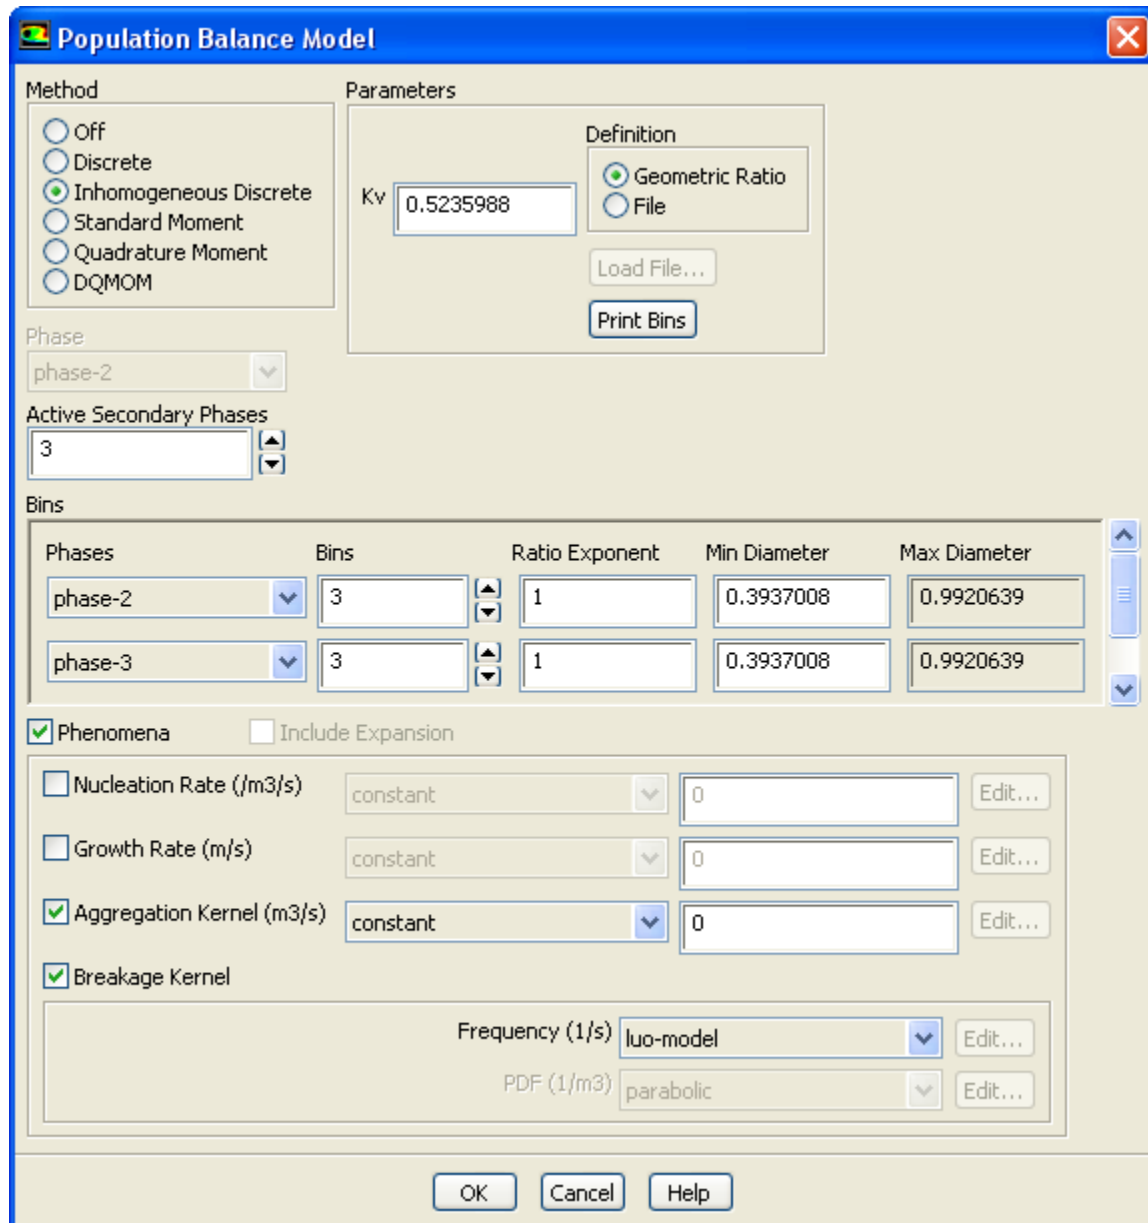 Population Balance Model
Method
Off
Discrete
Inhomogeneous Discrete
Standard Moment
Quadrature Moment
DQMOM
Parameters
Kv 0.5235988
Definition
Geometric Ratio
File
Load File...
Print Bins
Phase
phase-2
Active Secondary Phases
3
Bins
Phases Bins Ratio Exponent Min Diameter Max Diameter
phase-2 3 1 0.3937008 0.9920639
phase-3 3 1 0.3937008 0.9920639
Phenomena Include Expansion
Nucleation Rate (/m3/s) constant 0 Edit...
Growth Rate (m/s) constant 0 Edit...
Aggregation Kernel (m3/s) constant 0 Edit...
Breakage Kernel
Frequency (1/s) luo-model Edit...
PDF (1/m3) parabolic Edit...
OK Cancel Help